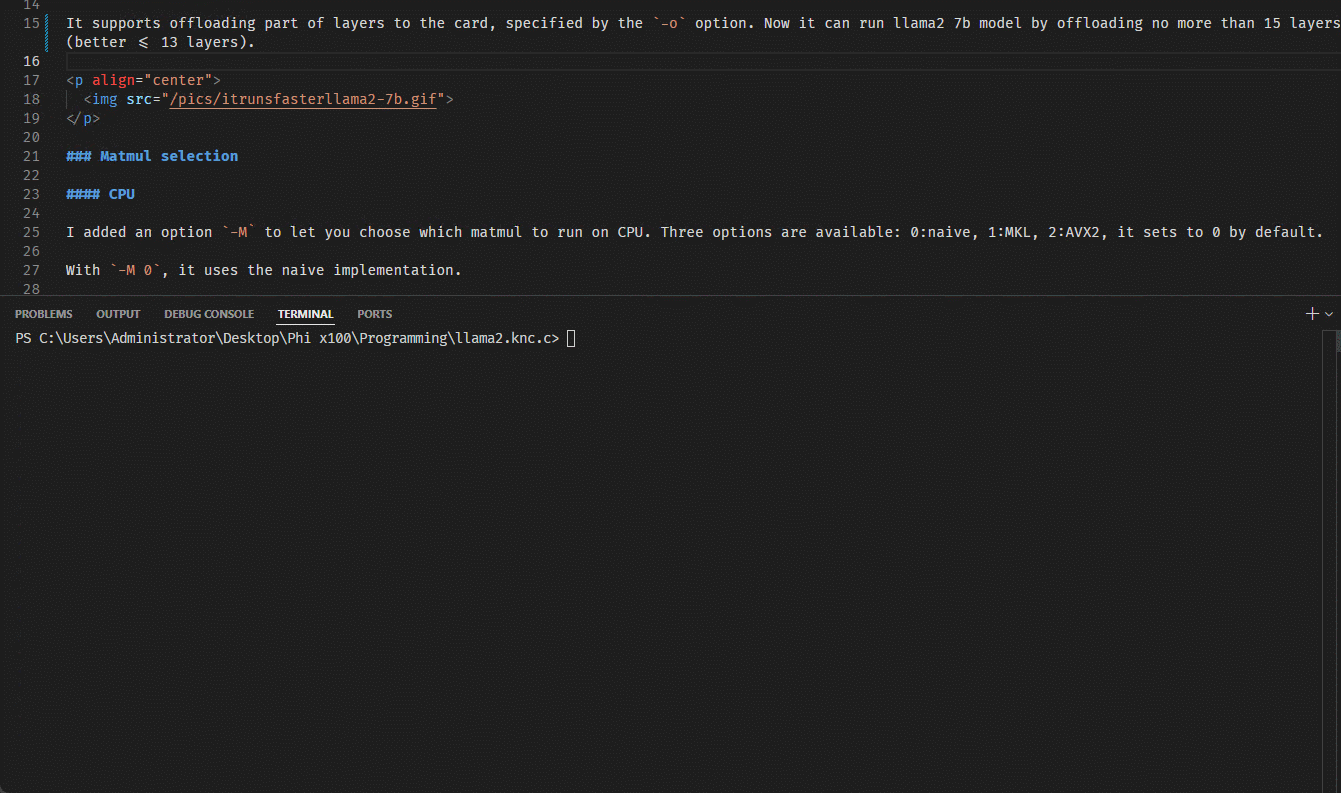 14
15 It supports offloading part of layers to the card, specified by the `-o` option. Now it can run llama2 7b model by offloading no more than 15 layers
(better <= 13 layers).
16
17 <p align="center">
18 <img src="/pics/itrunsfasterllama2-7b.gif">
19 </p>
20
21 ### Matmul selection
22
23 #### CPU
24
25 I added an option `-M` to let you choose which matmul to run on CPU. Three options are available: 0:naive, 1:MKL, 2:AVX2, it sets to 0 by default.
26
27 With `-M 0`, it uses the naive implementation.
28
PROBLEMS OUTPUT DEBUG CONSOLE TERMINAL PORTS
PS C:\Users\Administrator\Desktop\Phi x100\Programming\llama2.knc.c>